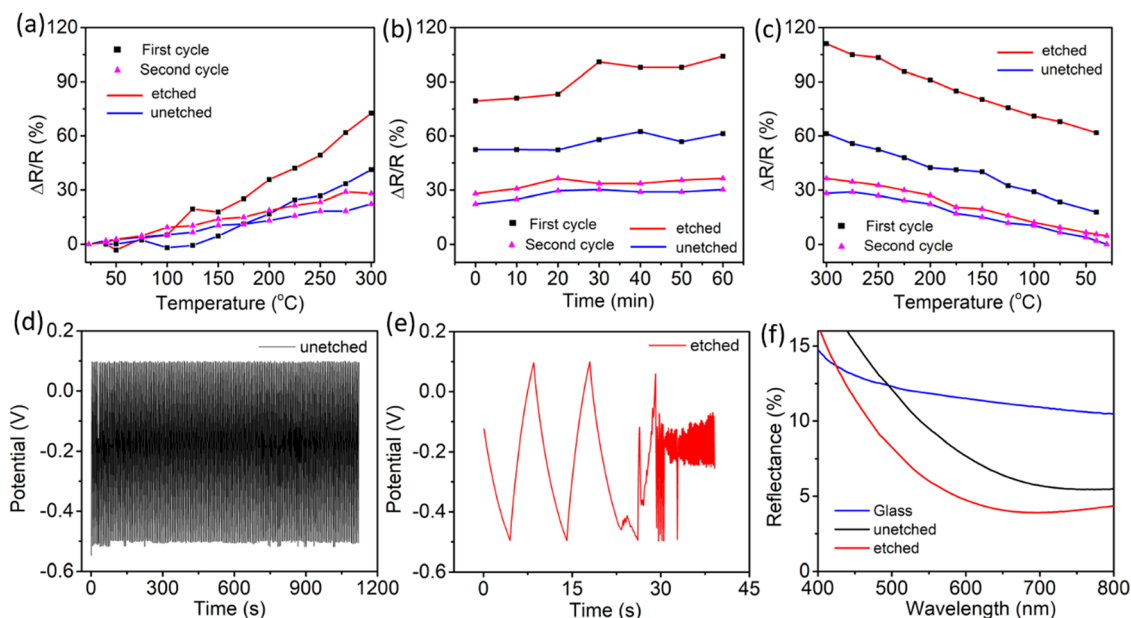 (a)
120
90
60
30
0
ΔR/R (%)
First cycle
Second cycle
etched
unetched
50 100 150 200 250 300
Temperature (°C)
(b)
120
90
60
30
0
ΔR/R (%)
First cycle
Second cycle
etched
unetched
0 10 20 30 40 50 60
Time (min)
(c)
120
90
60
30
0
ΔR/R (%)
etched
unetched
First cycle
Second cycle
300 250 200 150 100 50
Temperature (°C)
(d)
0.2
0.0
-0.2
-0.4
-0.6
Potential (V)
unetched
0 300 600 900 1200
Time (s)
(e)
0.2
0.0
-0.2
-0.4
-0.6
Potential (V)
etched
0 15 30 45
Time (s)
(f)
15
10
5
0
Reflectance (%)
Glass
unetched
etched
400 500 600 700 800
Wavelength (nm)